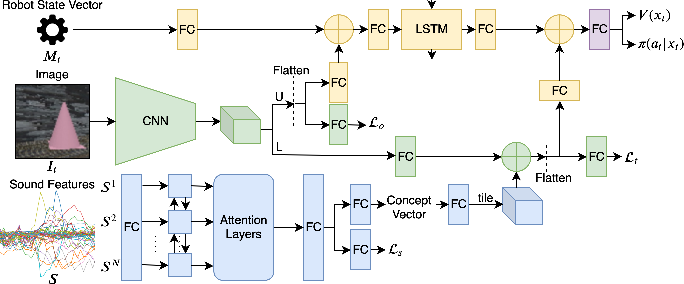 Robot State Vector
M_t
FC
FC
LSTM
FC
FC
V(x_t)
π(a_t|x_t)
Image
I_t
CNN
U
L
Flatten
FC
FC
L_o
FC
FC
Flatten
FC
L_t
Sound Features
S
S^1
S^2
S^N
FC
Attention
Layers
FC
FC
Concept
Vector
FC
tile
FC
L_s